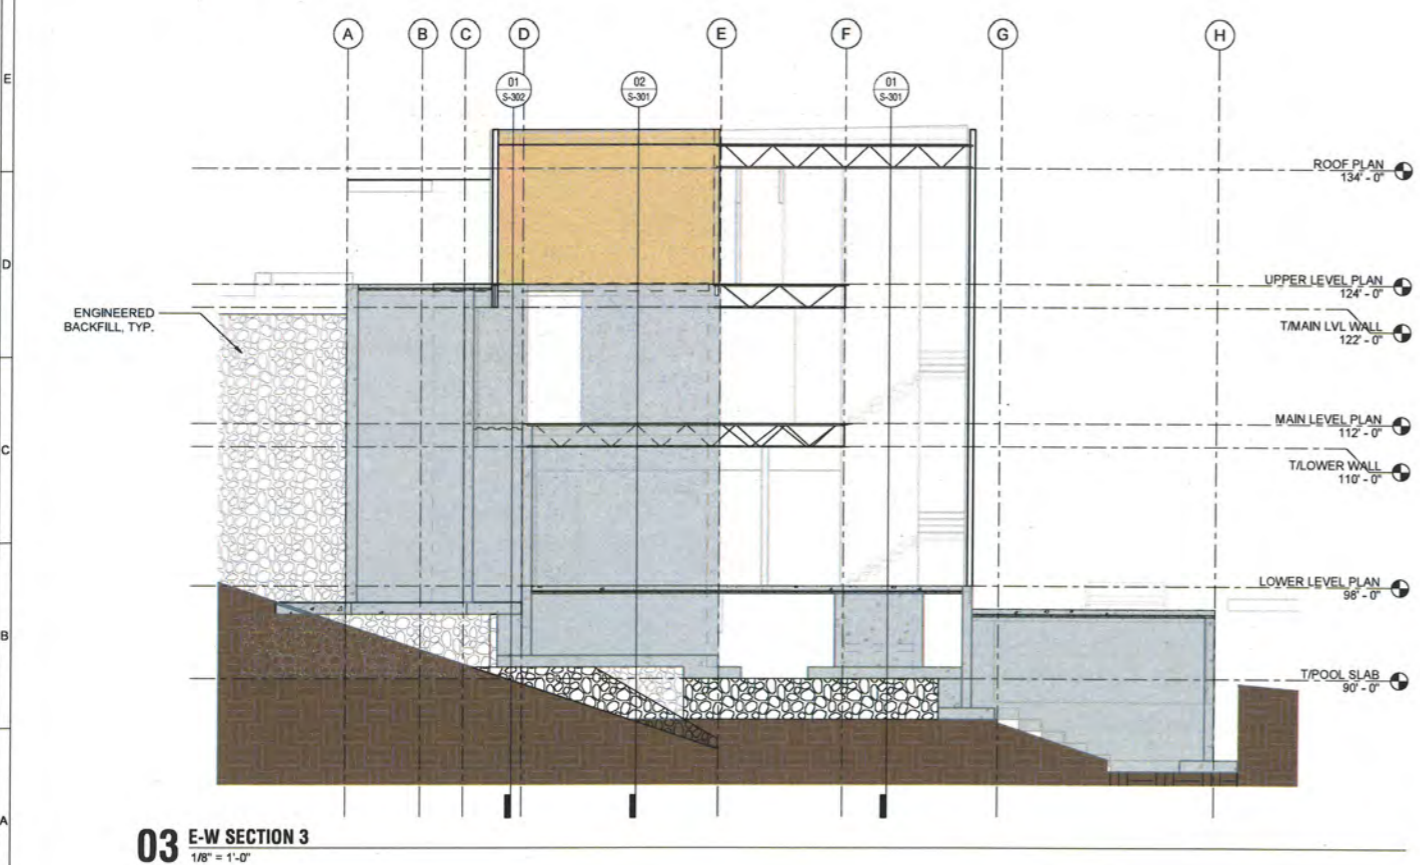 A
B
C
D
E
F
G
H
01
S-302
02
S-301
01
S-301
E
D
C
B
A
ROOF PLAN
134' - 0"
UPPER LEVEL PLAN
124' - 0"
T/MAIN LVL WALL
122' - 0"
ENGINEERED
BACKFILL, TYP.
MAIN LEVEL PLAN
112' - 0"
T/LOWER WALL
110' - 0"
LOWER LEVEL PLAN
98' - 0"
T/POOL SLAB
90' - 0"
03 E-W SECTION 3
1/8" = 1'-0"